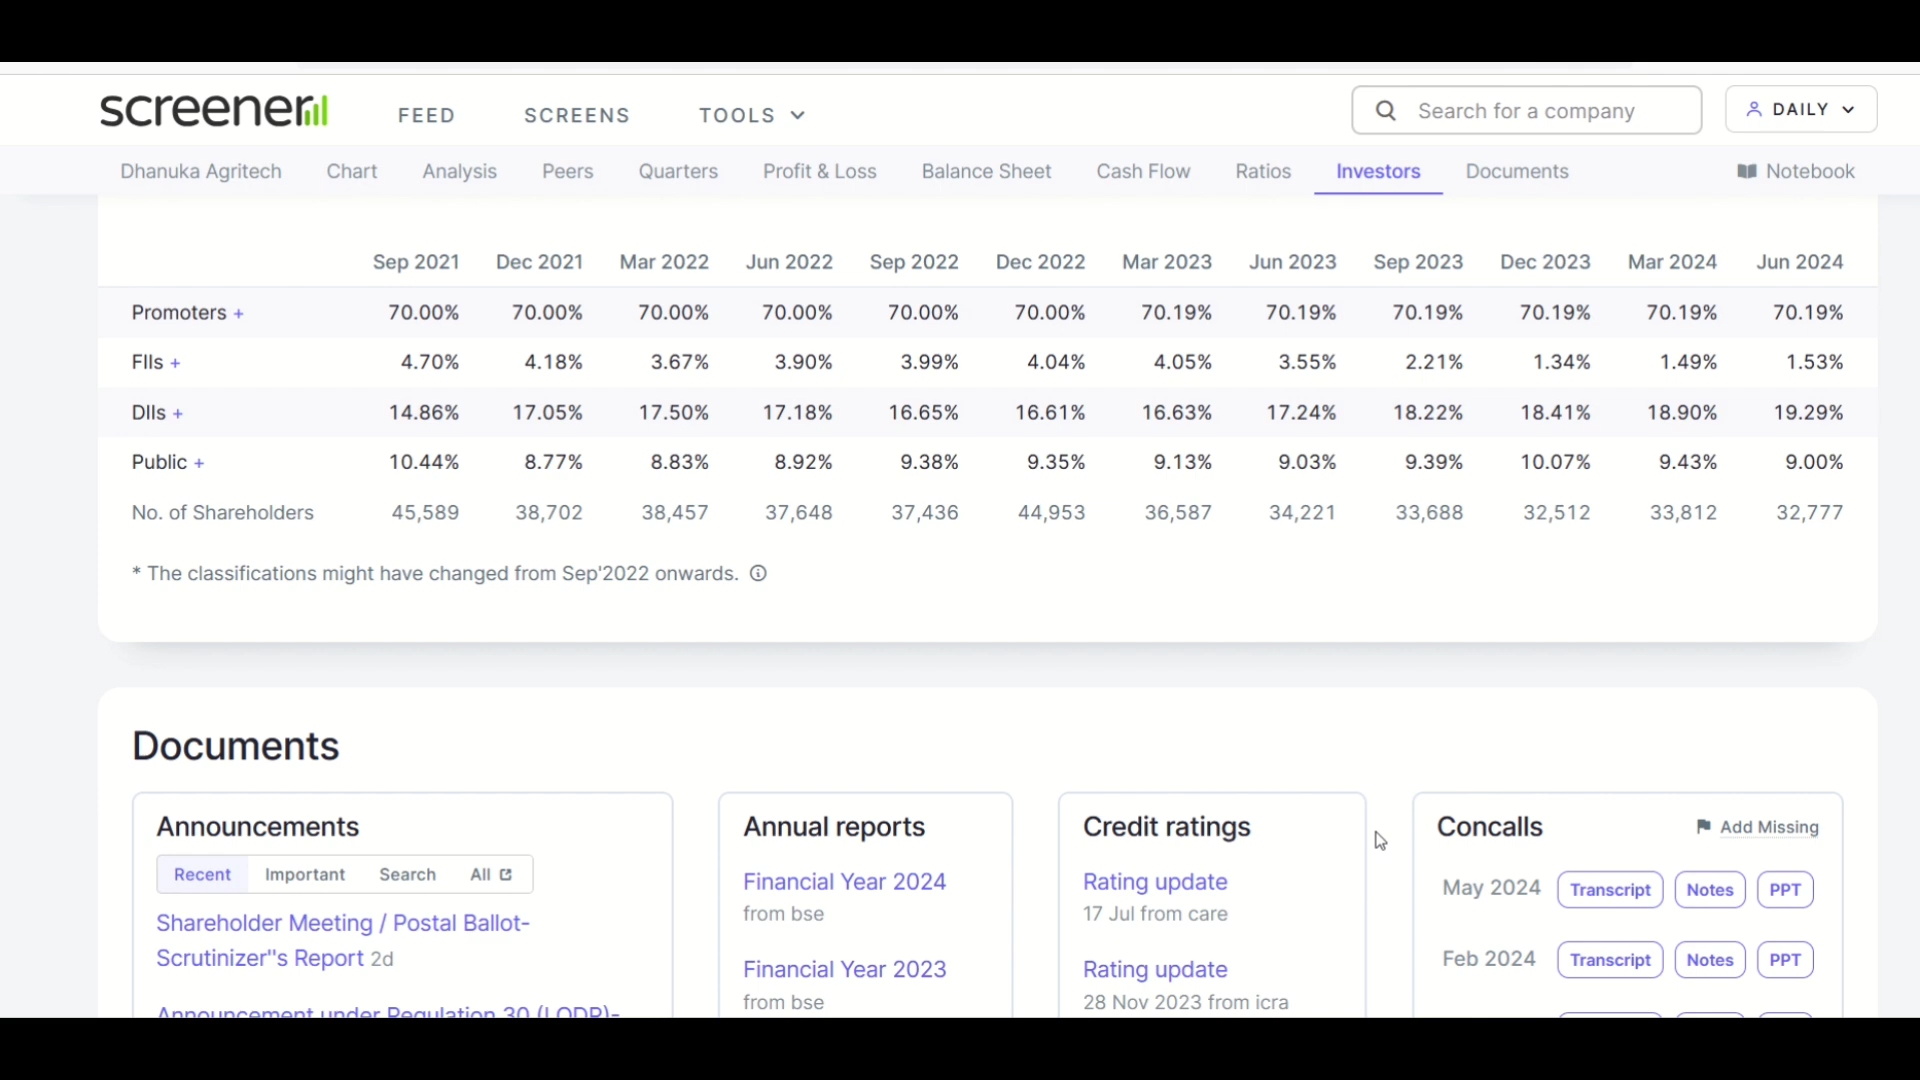 screener FEED SCREENS TOOLS Search for a company DAILY
Dhanuka Agritech Chart Analysis Peers Quarters Profit & Loss Balance Sheet Cash Flow Ratios Investors Documents Notebook
Sep 2021 Dec 2021 Mar 2022 Jun 2022 Sep 2022 Dec 2022 Mar 2023 Jun 2023 Sep 2023 Dec 2023 Mar 2024 Jun 2024
Promoters + 70.00% 70.00% 70.00% 70.00% 70.00% 70.00% 70.19% 70.19% 70.19% 70.19% 70.19% 70.19%
FIIs + 4.70% 4.18% 3.67% 3.90% 3.99% 4.04% 4.05% 3.55% 2.21% 1.34% 1.49% 1.53%
DIIs + 14.86% 17.05% 17.50% 17.18% 16.65% 16.61% 16.63% 17.24% 18.22% 18.41% 18.90% 19.29%
Public + 10.44% 8.77% 8.83% 8.92% 9.38% 9.35% 9.13% 9.03% 9.39% 10.07% 9.43% 9.00%
No. of Shareholders 45,589 38,702 38,457 37,648 37,436 44,953 36,587 34,221 33,688 32,512 33,812 32,777
* The classifications might have changed from Sep'2022 onwards.
Documents
Announcements
Recent Important Search All
Shareholder Meeting / Postal Ballot-
Scrutinizer''s Report 2d
Announcement under Regulation 30 (LODR)-
Annual reports
Financial Year 2024
from bse
Financial Year 2023
from bse
Credit ratings
Rating update
17 Jul from care
Rating update
28 Nov 2023 from icra
Concalls Add Missing
May 2024 Transcript Notes PPT
Feb 2024 Transcript Notes PPT